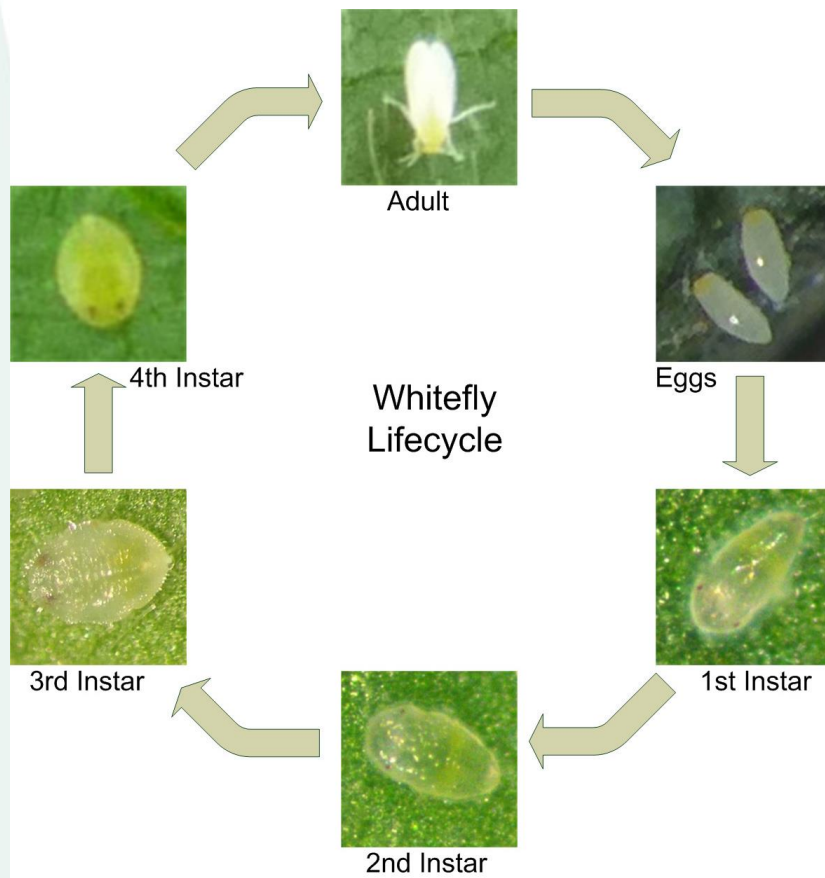 Adult
Eggs
4th Instar
Whitefly
Lifecycle
3rd Instar
1st Instar
2nd Instar